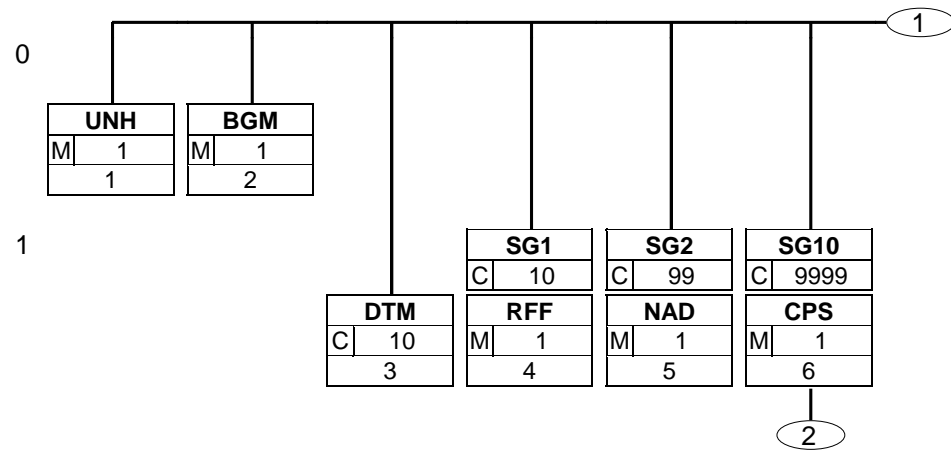 1
0
UNH BGM
M 1 M 1
1 2
1
SG1 SG2 SG10
C 10 C 99 C 9999
DTM RFF NAD CPS
C 10 M 1 M 1 M 1
3 4 5 6
2